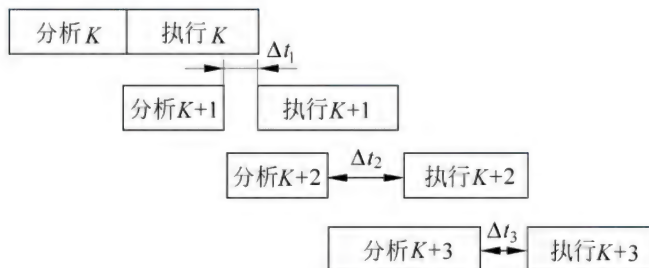 分析K 执行K
Δt₁
分析K+1 执行K+1
分析K+2 Δt₂ 执行K+2
分析K+3 Δt₃ 执行K+3